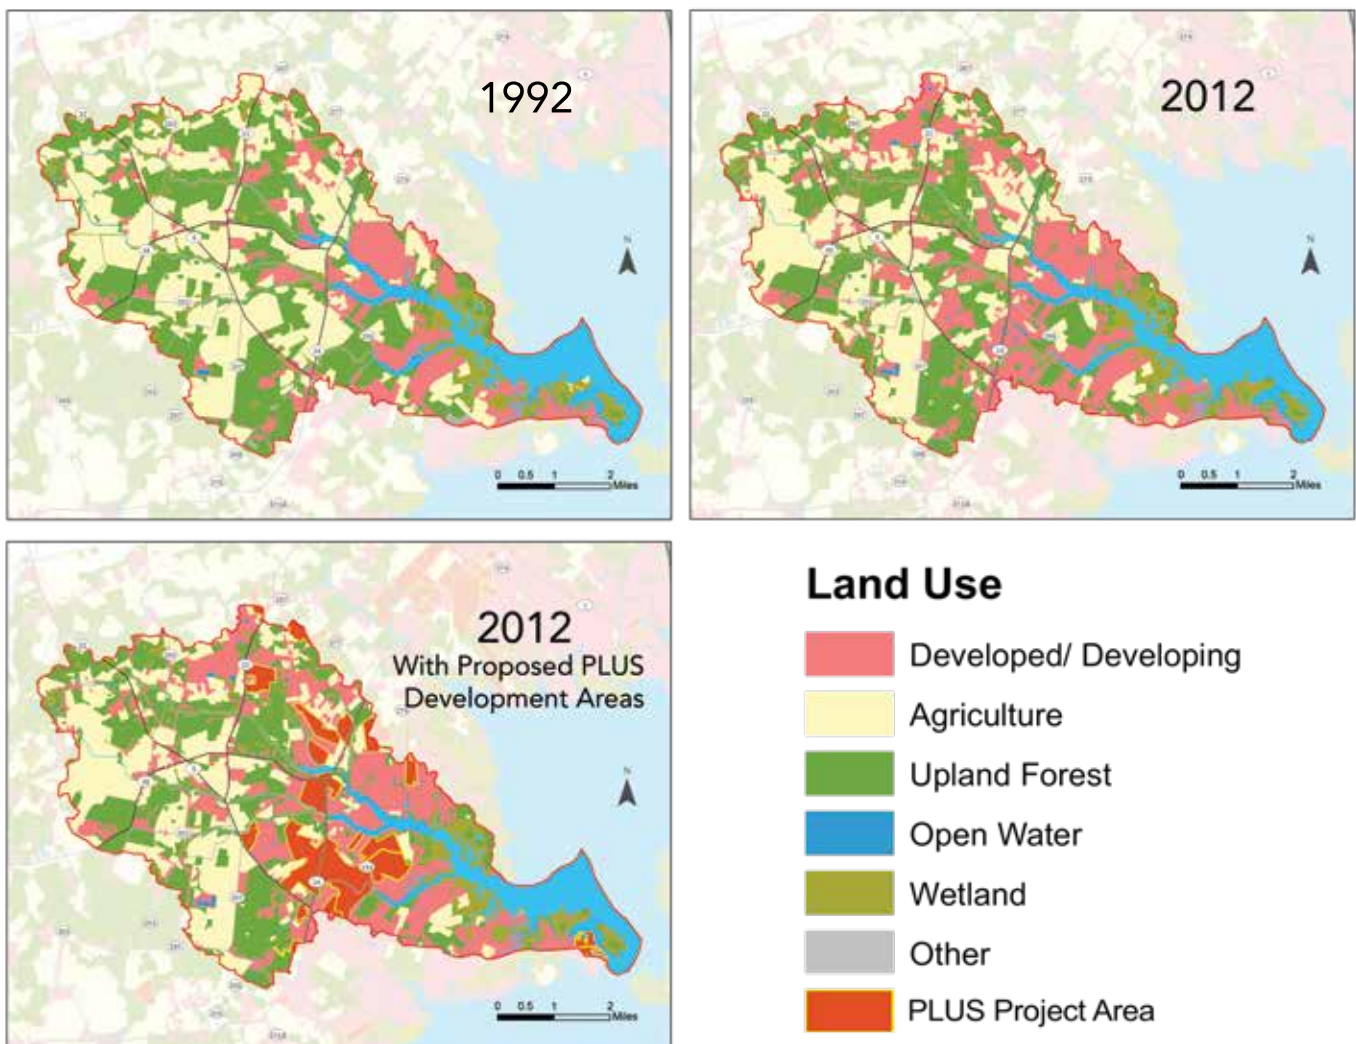 1992
N
0 0.5 1 2
Miles
2012
N
0 0.5 1 2
Miles
2012
With Proposed PLUS
Development Areas
N
0 0.5 1 2
Miles
Land Use
Developed/ Developing
Agriculture
Upland Forest
Open Water
Wetland
Other
PLUS Project Area